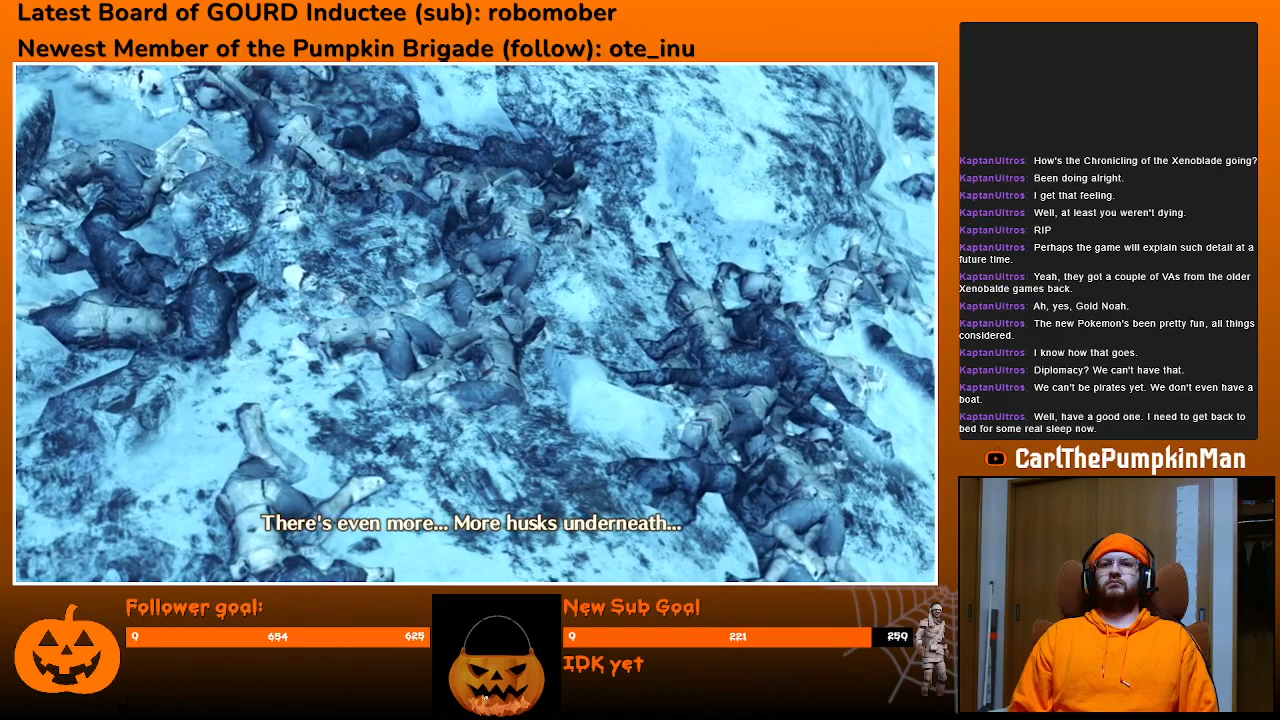 Latest Board of GOURD Inductee (sub): robomober
Newest Member of the Pumpkin Brigade (follow): ote_inu
There's even more... More husks underneath...
KaptanUltros: How's the Chronicling of the Xenoblade going?
KaptanUltros: Been doing alright.
KaptanUltros: I get that feeling.
KaptanUltros: Well, at least you weren't dying.
KaptanUltros: RIP
KaptanUltros: Perhaps the game will explain such detail at a
future time.
KaptanUltros: Yeah, they got a couple of VAs from the older
Xenobalde games back.
KaptanUltros: Ah, yes, Gold Noah.
KaptanUltros: The new Pokemon's been pretty fun, all things
considered.
KaptanUltros: I know how that goes.
KaptanUltros: Diplomacy? We can't have that.
KaptanUltros: We can't be pirates yet. We don't even have a
boat.
KaptanUltros: Well, have a good one. I need to get back to
bed for some real sleep now.
CarlThePumpkinMan
Follower goal:
0 654 625
New Sub Goal
0 221 250
IDK yet